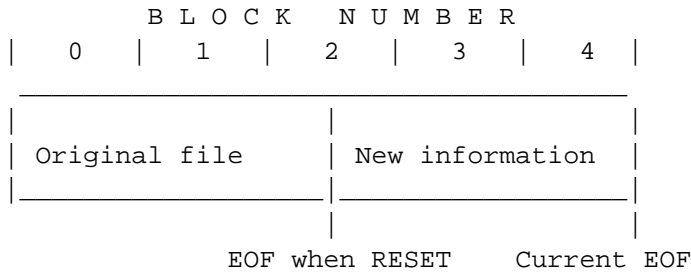 B L O C K   N U M B E R
|   0   |   1   |   2   |   3   |   4   |
| Original file | New information |
EOF when RESET   Current EOF